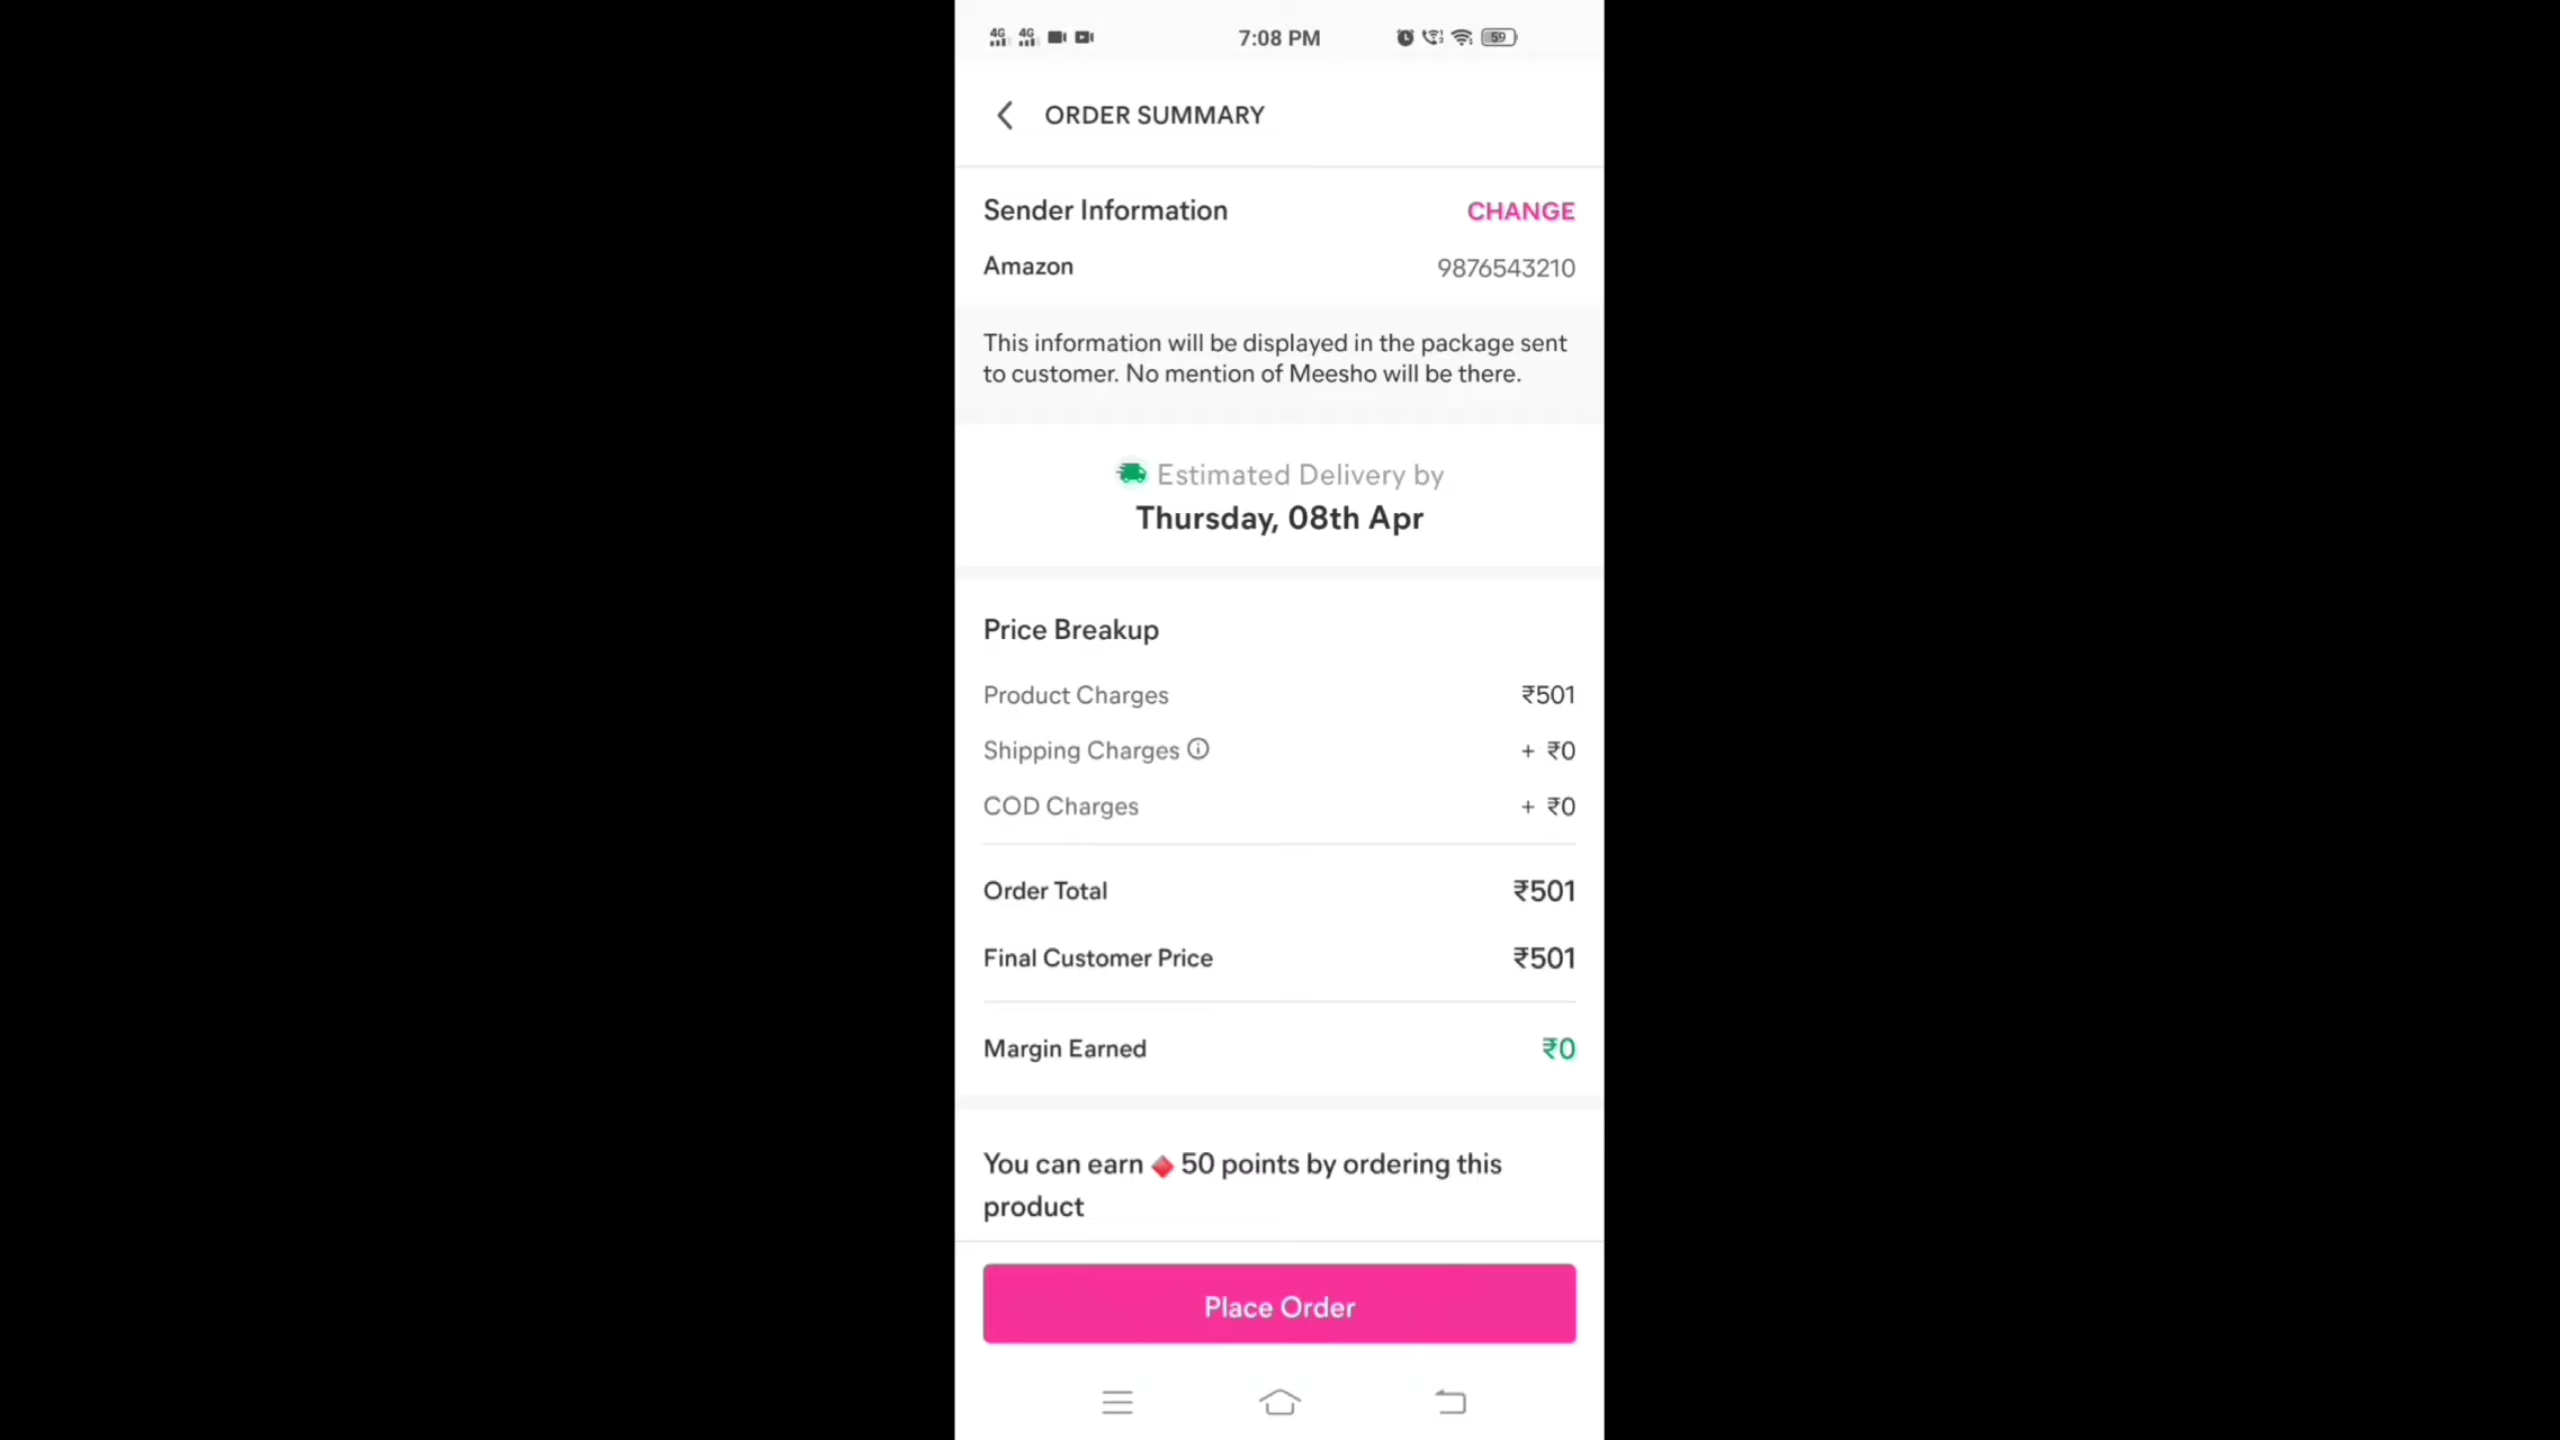 4G 4G 7:08 PM 59
ORDER SUMMARY
Sender Information CHANGE
Amazon 9876543210
This information will be displayed in the package sent
to customer. No mention of Meesho will be there.
Estimated Delivery by
Thursday, 08th Apr
Price Breakup
Product Charges ₹501
Shipping Charges + ₹0
COD Charges + ₹0
Order Total ₹501
Final Customer Price ₹501
Margin Earned ₹0
You can earn 50 points by ordering this
product
Place Order